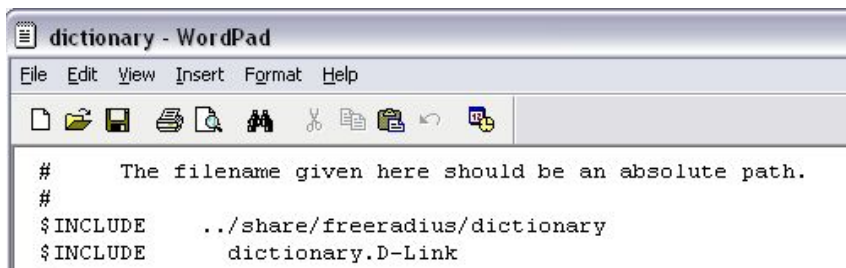 dictionary - WordPad
File Edit View Insert Format Help
# The filename given here should be an absolute path.
#
$INCLUDE ../share/freeradius/dictionary
$INCLUDE dictionary.D-Link